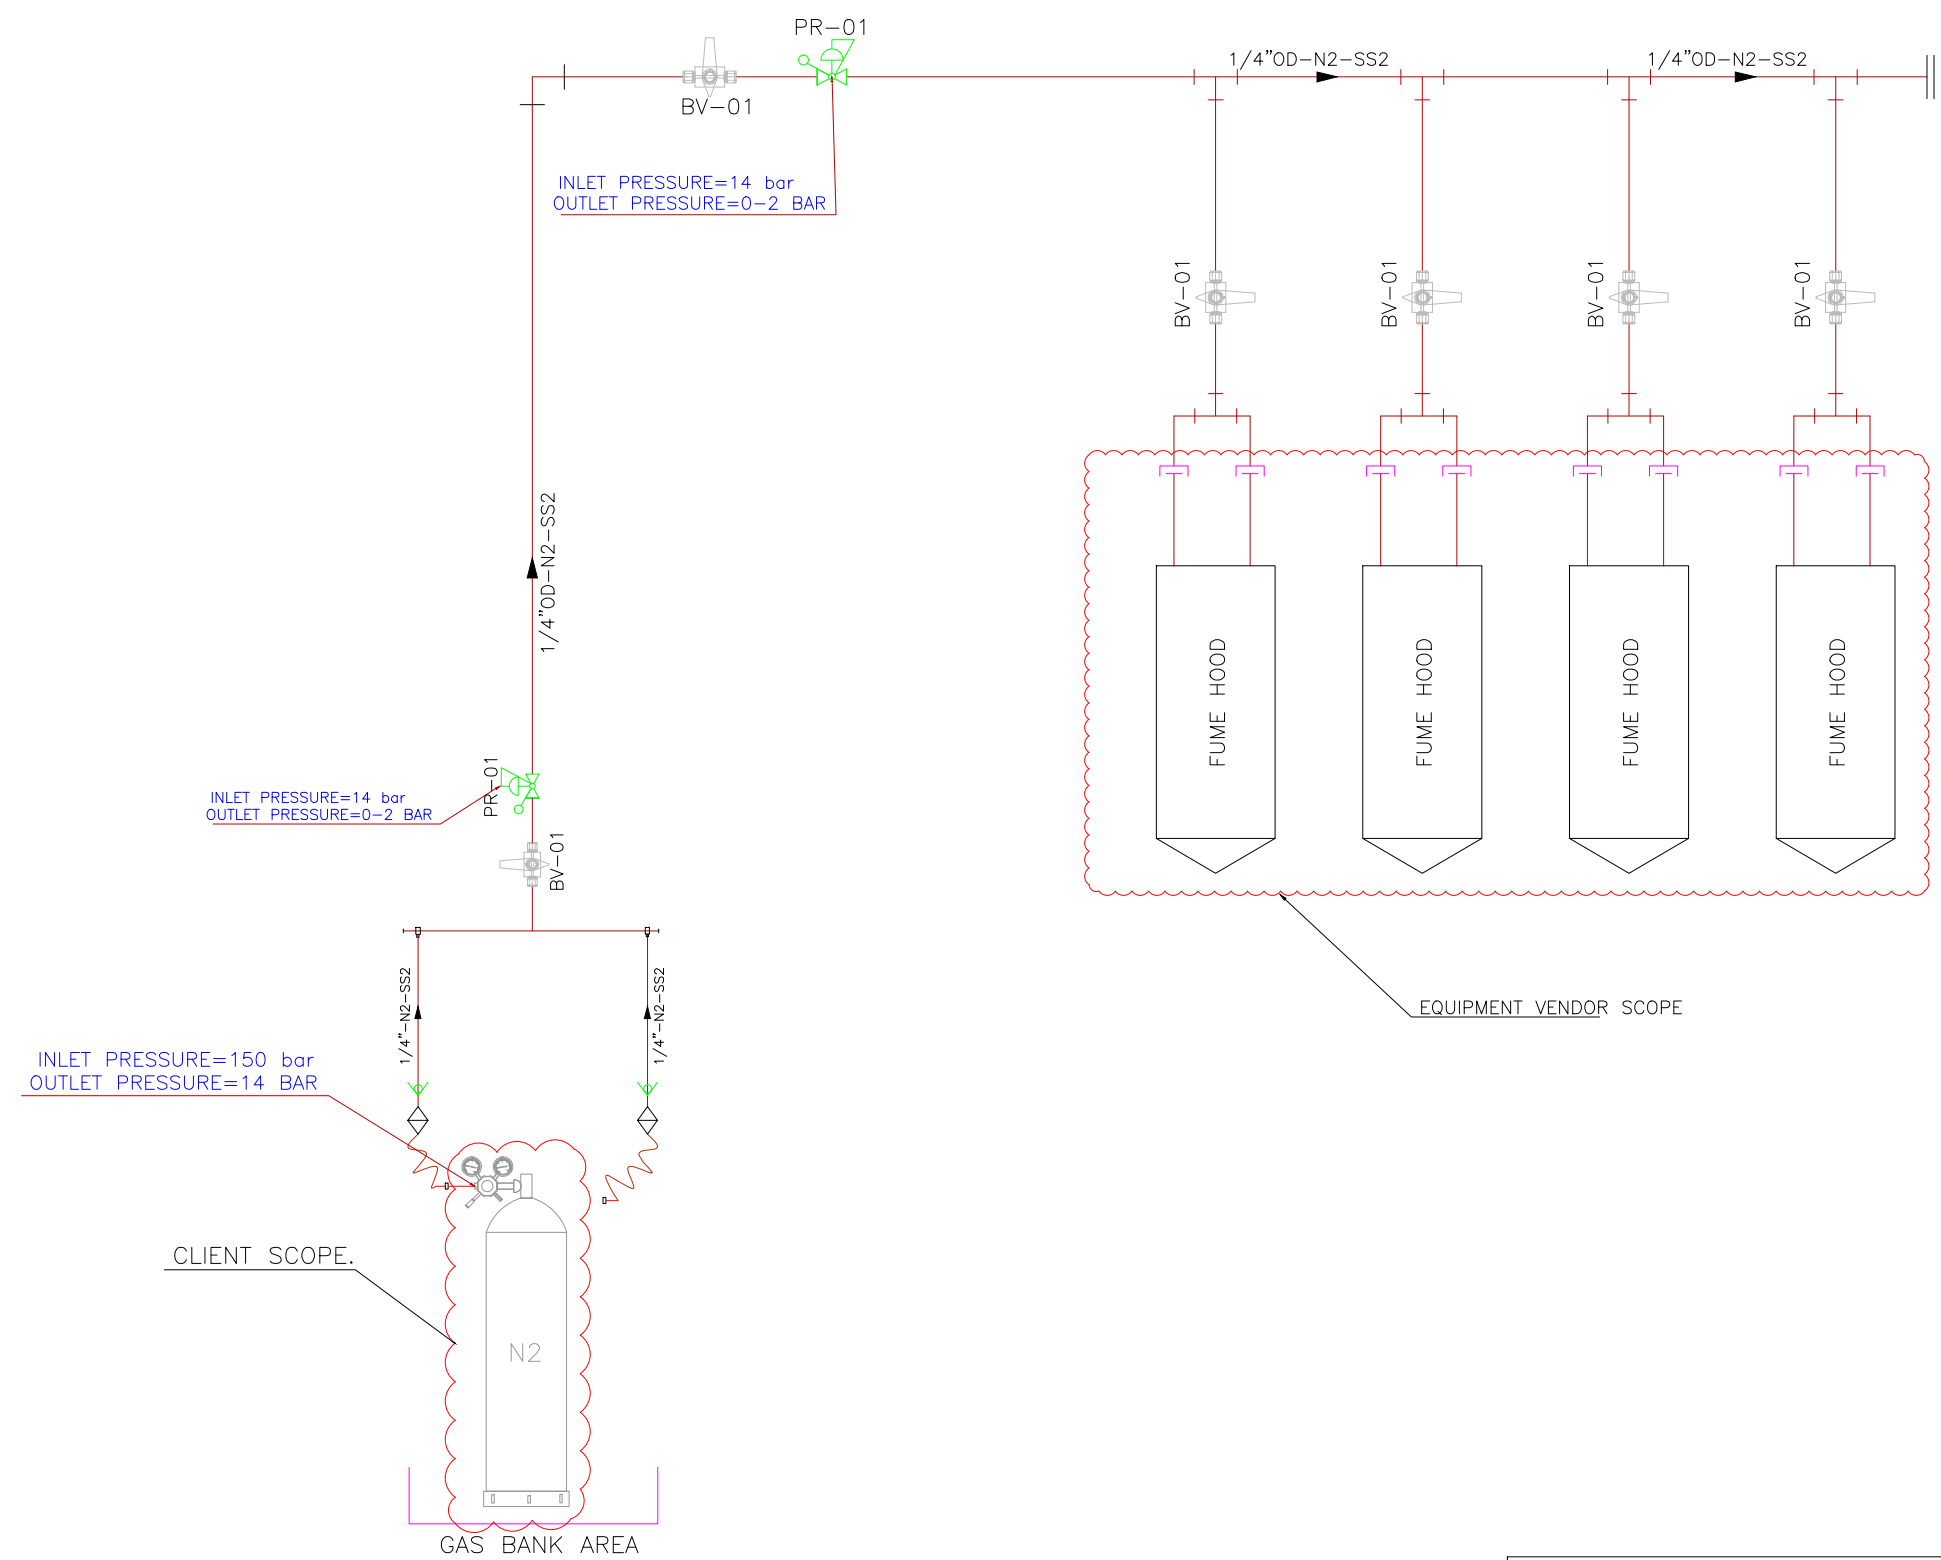 PR-01
BV-01
INLET PRESSURE=14 bar
OUTLET PRESSURE=0-2 BAR
1/4"OD-N2-SS2
1/4"OD-N2-SS2
BV-01
BV-01
BV-01
BV-01
FUME HOOD
FUME HOOD
FUME HOOD
FUME HOOD
EQUIPMENT VENDOR SCOPE
1/4"OD-N2-SS2
PR-01
INLET PRESSURE=14 bar
OUTLET PRESSURE=0-2 BAR
BV-01
1/4"-N2-SS2
1/4"-N2-SS2
INLET PRESSURE=150 bar
OUTLET PRESSURE=14 BAR
CLIENT SCOPE.
N2
GAS BANK AREA